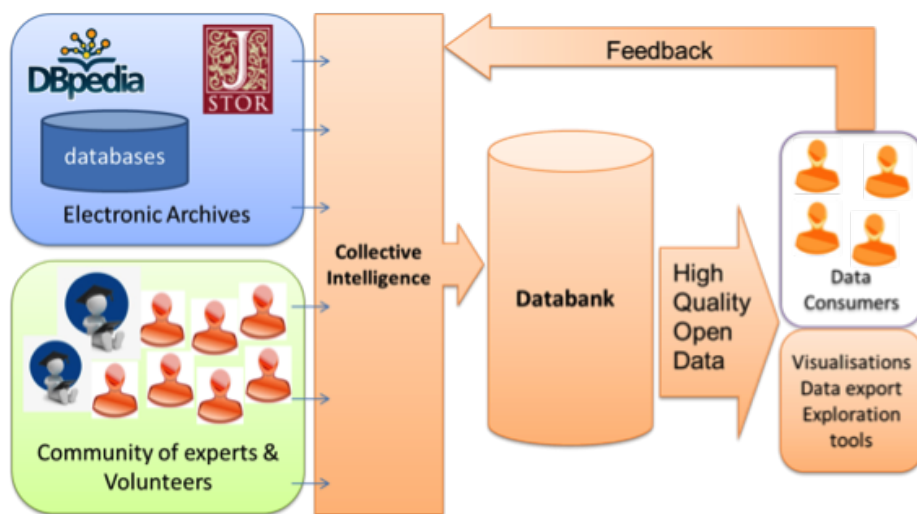 DBpedia
J
STOR
databases
Electronic Archives
Community of experts &
Volunteers
Collective
Intelligence
Databank
High
Quality
Open
Data
Feedback
Data
Consumers
Visualisations
Data export
Exploration
tools